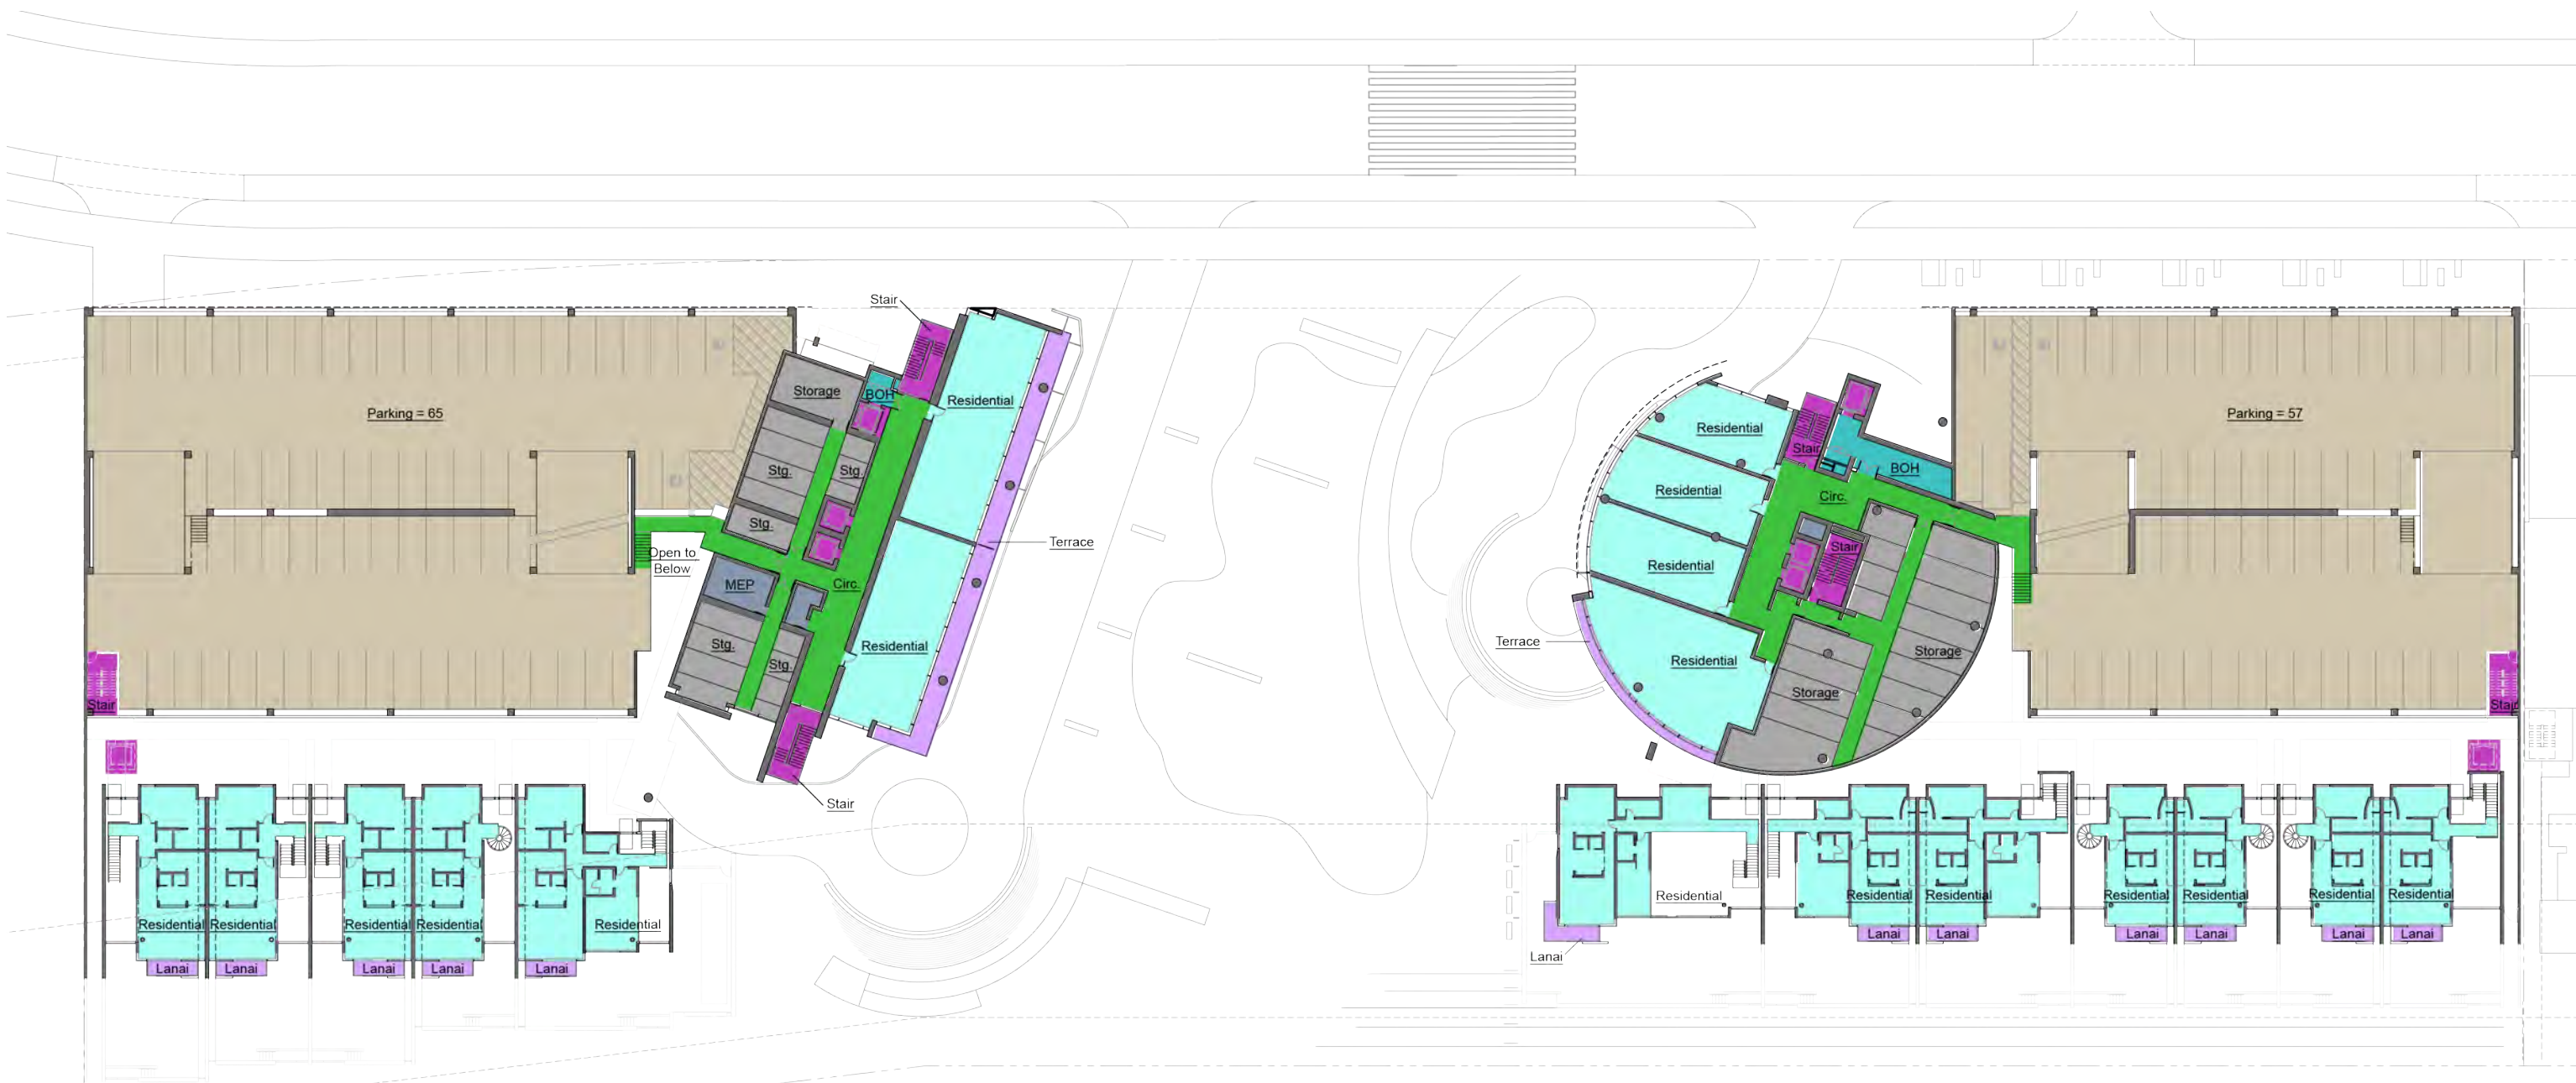 Stair
Storage
BOH
Residential
Parking = 65
Parking = 57
Residential
Stair
BOH
Residential
Circ.
Stg.
Stg.
Stg.
Open to
Below
Terrace
MEP
Circ.
Stair
Residential
Stg.
Stg.
Residential
Terrace
Residential
Storage
Storage
Stair
Stair
Stair
Residential
Residential
Residential
Residential
Residential
Lanai
Lanai
Lanai
Lanai
Lanai
Residential
Residential
Residential
Residential
Residential
Residential
Residential
Lanai
Lanai
Lanai
Lanai
Lanai
Lanai
Lanai